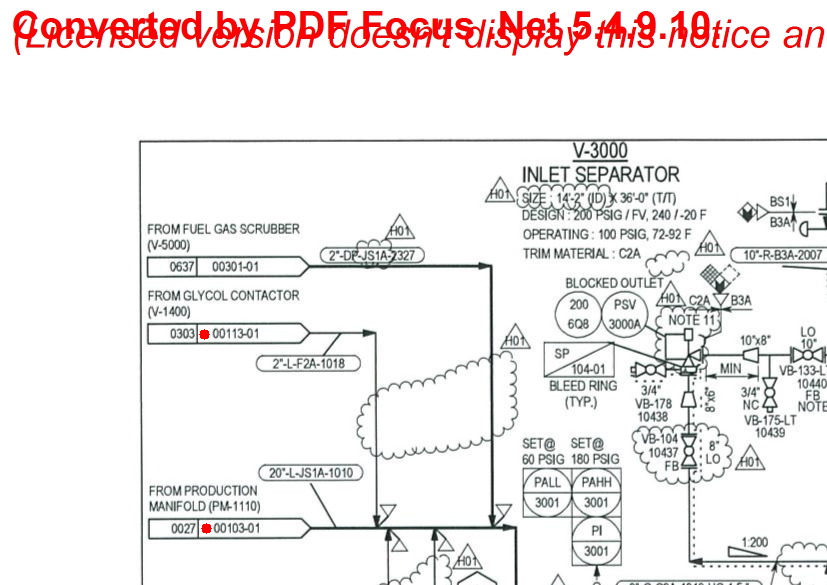 Converted by PDF Focus .Net 5.4.9.10.
(Licensed version doesn't display this notice an
V-3000
INLET SEPARATOR
H01
SIZE : 14'-2" (ID) X 36'-0" (T/T)
DESIGN : 200 PSIG / FV, 240 / -20 F
OPERATING : 100 PSIG, 72-92 F
TRIM MATERIAL : C2A
BS1
B3A
H01
10"-R-B3A-2007
FROM FUEL GAS SCRUBBER
(V-5000)
0637 00301-01
H01
2"-DF-JS1A-2327
FROM GLYCOL CONTACTOR
(V-1400)
0303 00113-01
2"-L-F2A-1018
H01
BLOCKED OUTLET
200
6Q8
PSV
3000A
H01
C2A
B3A
NOTE 11
SP
104-01
BLEED RING
(TYP.)
10"x8"
MIN
LO
10"
VB-133-LT
10440
FB
NOTE
3/4"
VB-178
10438
8"x6"
3/4"
NC
VB-175-LT
10439
VB-104
10437
FB
8"
LO
H01
SET@
60 PSIG
SET@
180 PSIG
PALL
3001
PAHH
3001
PI
3001
20"-L-JS1A-1010
FROM PRODUCTION
MANIFOLD (PM-1110)
0027 00103-01
H01
1:200